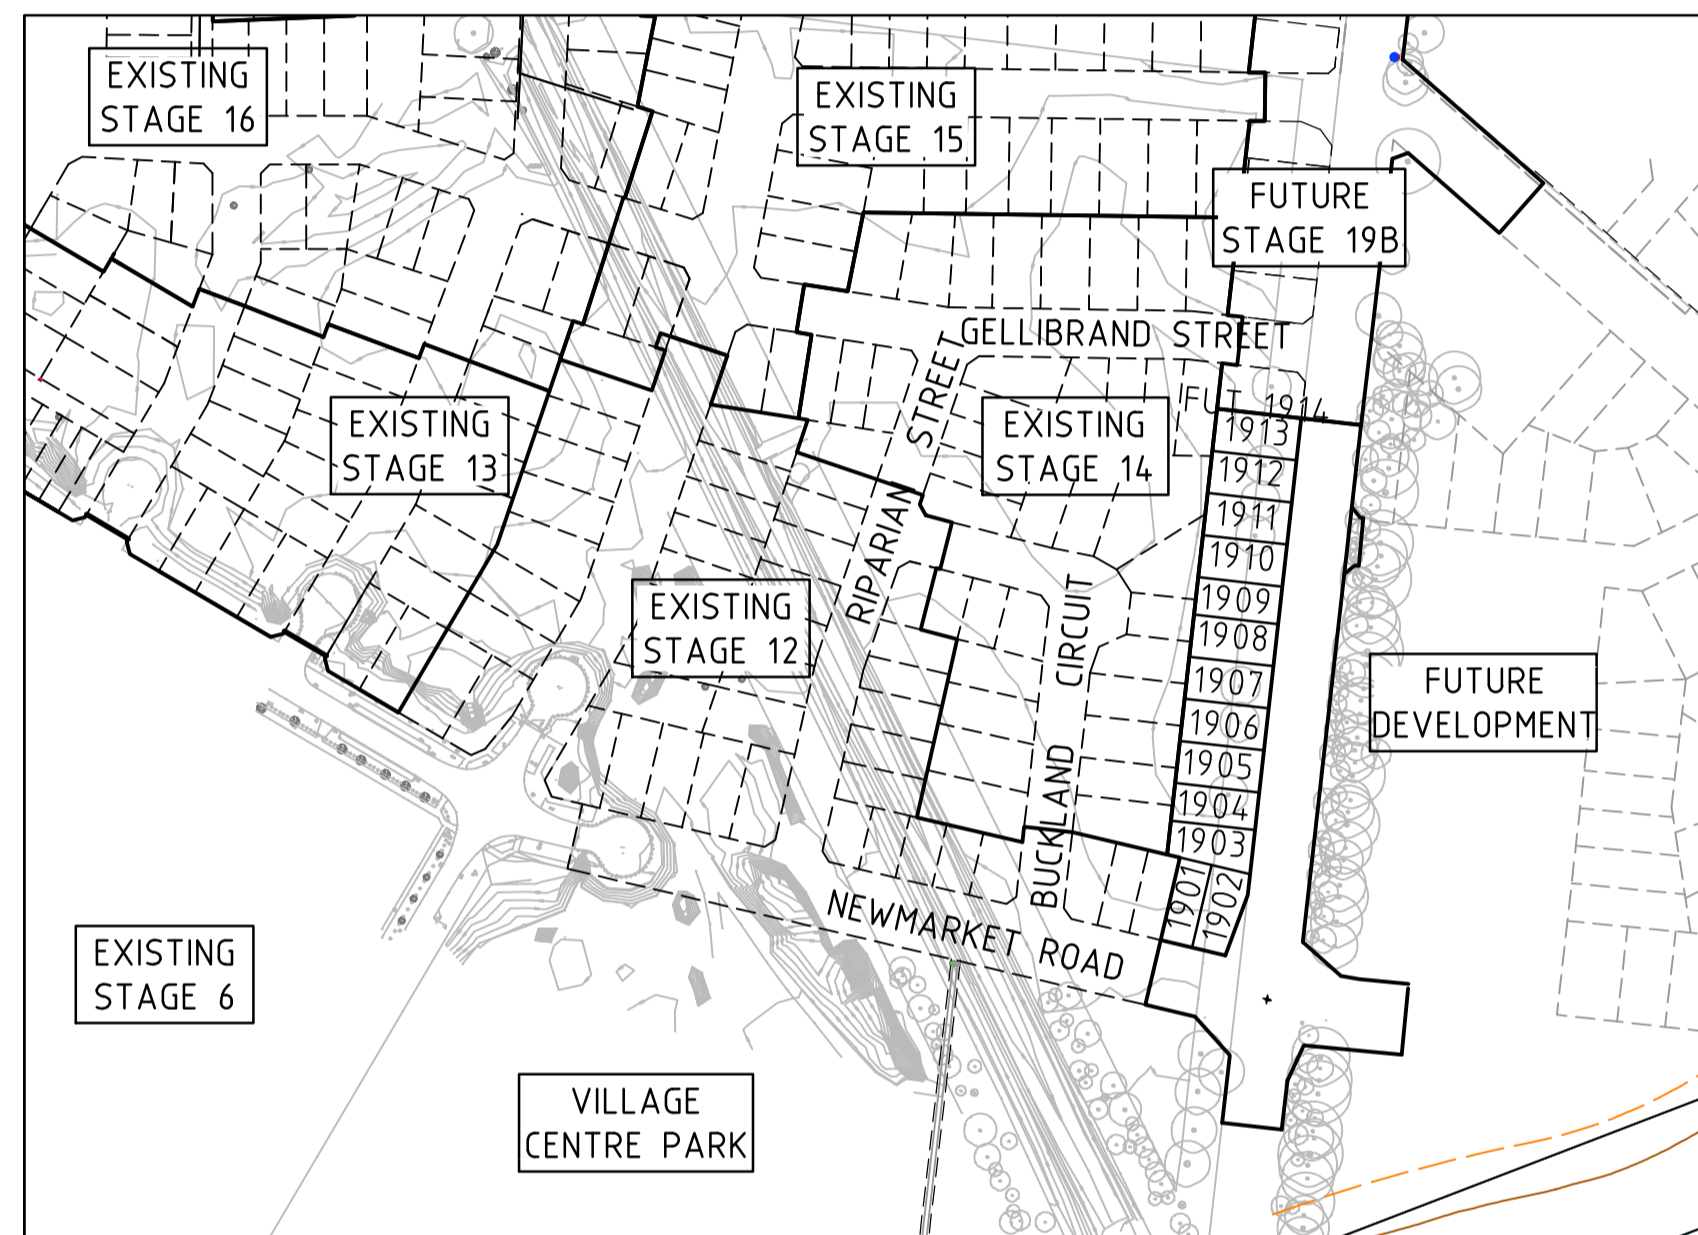 EXISTING
STAGE 16
EXISTING
STAGE 15
FUTURE
STAGE 19B
GELLIBRAND STREET
RIPARIAN STREET
EXISTING
STAGE 13
EXISTING
STAGE 14
FUT 1914
1913
1912
1911
1910
1909
1908
1907
1906
1905
1904
1903
1901
1902
EXISTING
STAGE 12
BUCKLAND CIRCUIT
FUTURE
DEVELOPMENT
NEWMARKET ROAD
EXISTING
STAGE 6
VILLAGE
CENTRE PARK